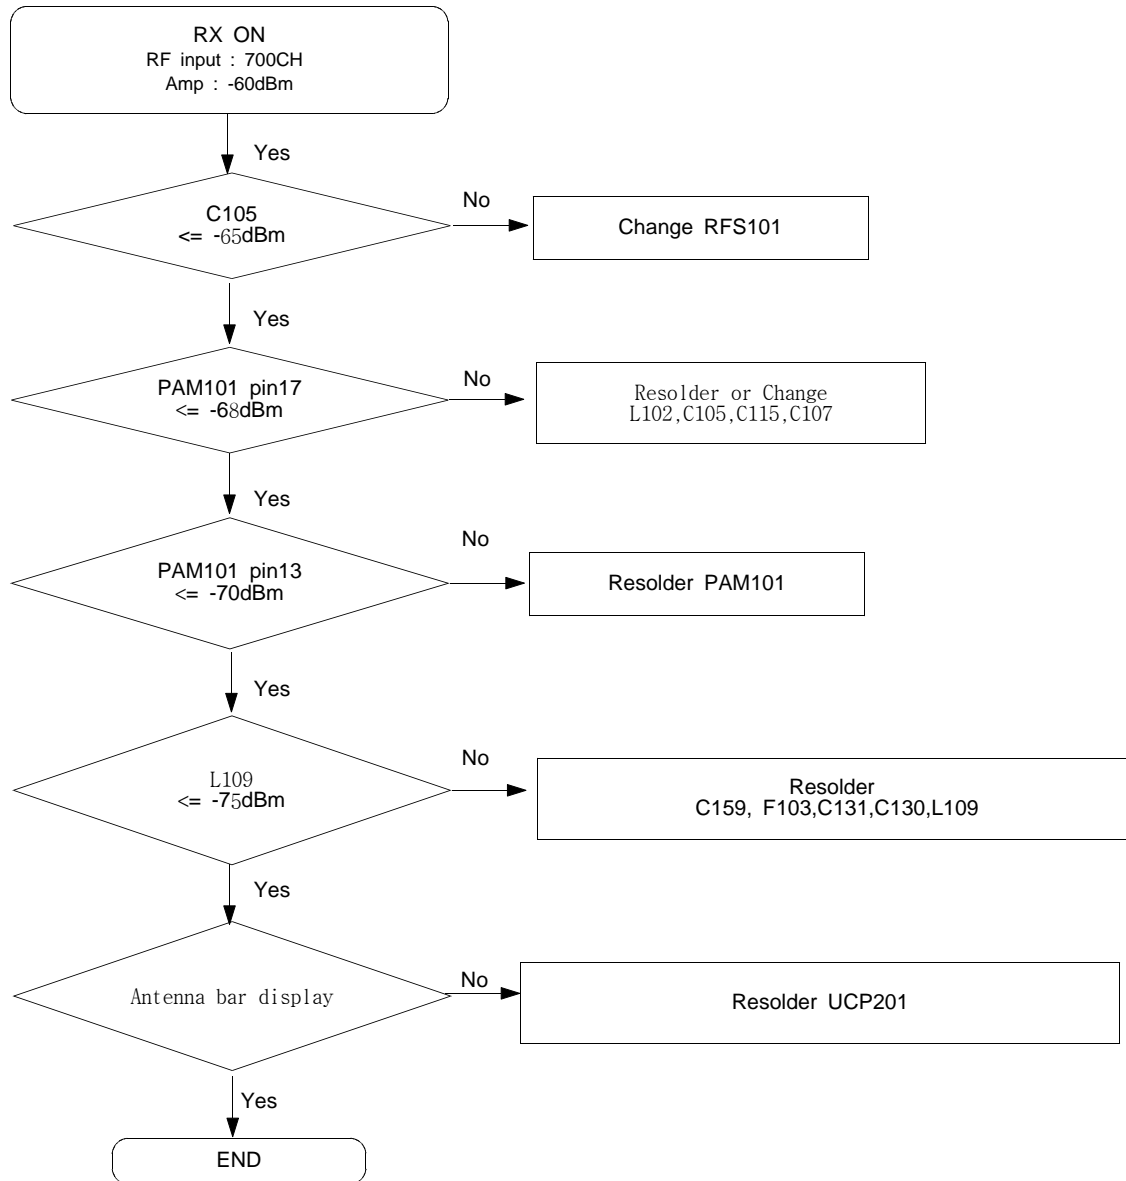 RX ON
RF input : 700CH
Amp : -60dBm
Yes
C105
<= -65dBm
No
Change RFS101
Yes
PAM101 pin17
<= -68dBm
No
Resolder or Change
L102,C105,C115,C107
Yes
PAM101 pin13
<= -70dBm
No
Resolder PAM101
Yes
L109
<= -75dBm
No
Resolder
C159, F103,C131,C130,L109
Yes
Antenna bar display
No
Resolder UCP201
Yes
END